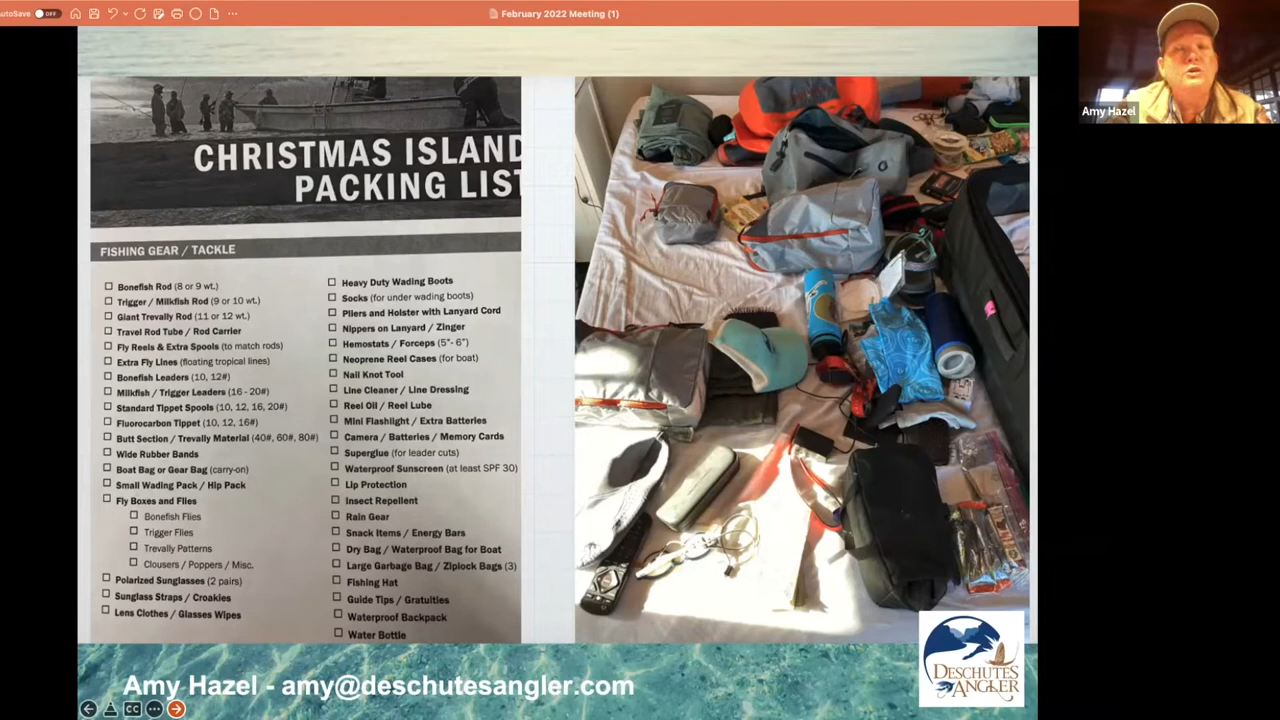 AutoSave OFF
February 2022 Meeting (1)
Amy Hazel
CHRISTMAS ISLAND
PACKING LIST
FISHING GEAR / TACKLE
Bonefish Rod (8 or 9 wt.)
Trigger / Milkfish Rod (9 or 10 wt.)
Giant Trevally Rod (11 or 12 wt.)
Travel Rod Tube / Rod Carrier
Fly Reels & Extra Spools (to match rods)
Extra Fly Lines (floating tropical lines)
Bonefish Leaders (10, 12#)
Milkfish / Trigger Leaders (16 - 20#)
Standard Tippet Spools (10, 12, 16, 20#)
Fluorocarbon Tippet (10, 12, 16#)
Butt Section / Trevally Material (40#, 60#, 80#)
Wide Rubber Bands
Boat Bag or Gear Bag (carry-on)
Small Wading Pack / Hip Pack
Fly Boxes and Flies
Bonefish Flies
Trigger Flies
Trevally Patterns
Clousers / Poppers / Misc.
Polarized Sunglasses (2 pairs)
Sunglass Straps / Croakies
Lens Clothes / Glasses Wipes
Heavy Duty Wading Boots
Socks (for under wading boots)
Pliers and Holster with Lanyard Cord
Nippers on Lanyard / Zinger
Hemostats / Forceps (5"- 6")
Neoprene Reel Cases (for boat)
Nail Knot Tool
Line Cleaner / Line Dressing
Reel Oil / Reel Lube
Mini Flashlight / Extra Batteries
Camera / Batteries / Memory Cards
Superglue (for leader cuts)
Waterproof Sunscreen (at least SPF 30)
Lip Protection
Insect Repellent
Rain Gear
Snack Items / Energy Bars
Dry Bag / Waterproof Bag for Boat
Large Garbage Bag / Ziplock Bags (3)
Fishing Hat
Guide Tips / Gratuities
Waterproof Backpack
Water Bottle
Amy Hazel - amy@deschutesangler.com
DESCHUTES
ANGLER
CC